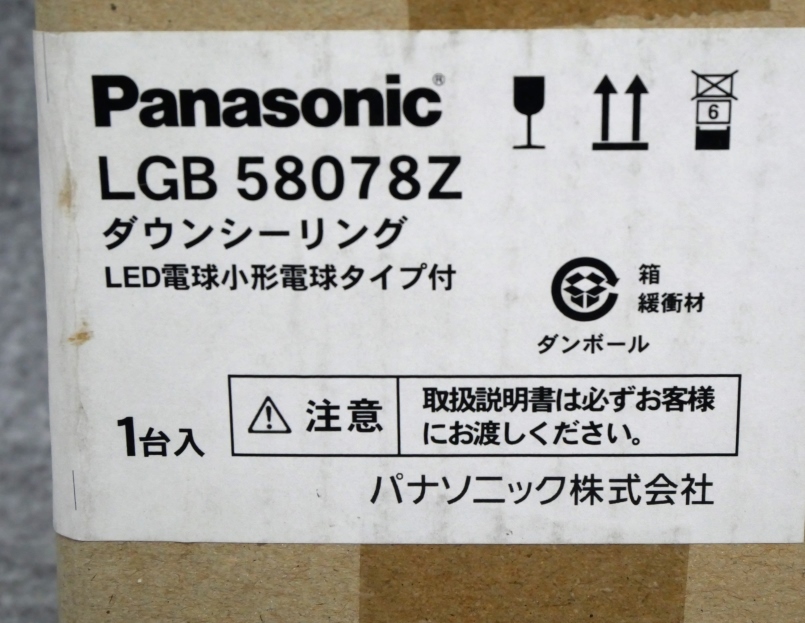 Panasonic®
LGB 58078Z
ダウンシーリング
LED電球小形電球タイプ付
6
箱
緩衝材
ダンボール
1台入
注意
取扱説明書は必ずお客様
にお渡しください。
パナソニック株式会社